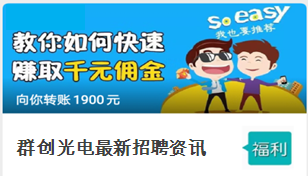 So easy
我也要推荐
教你如何快速
赚取千元佣金
向你转账 1900 元
群创光电最新招聘资讯
福利